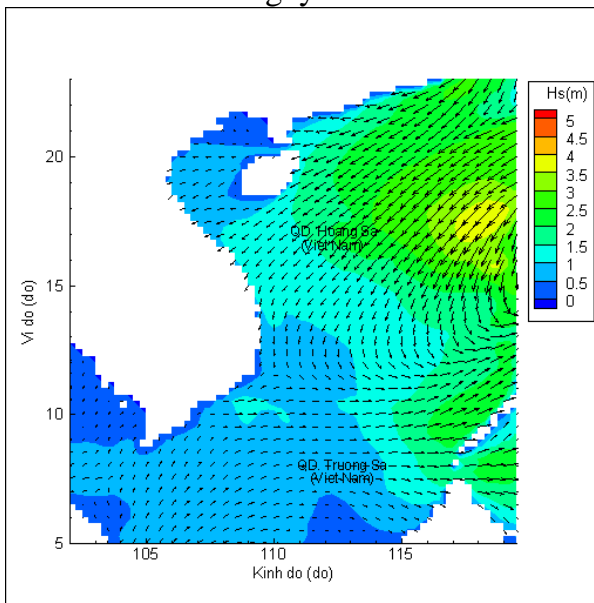 Hs(m)
5
4.5
4
3.5
3
2.5
2
1.5
1
0.5
0
20
15
10
5
Vi do (do)
QD. Hoang Sa
(Viet Nam)
QD. Truong Sa
(Viet Nam)
105
110
115
Kinh do (do)